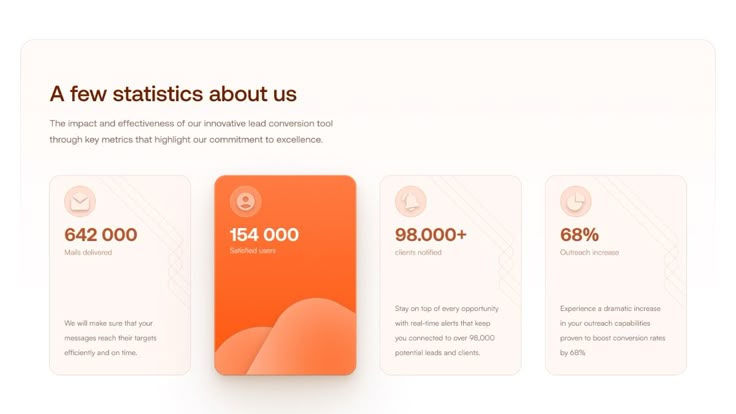 A few statistics about us
The impact and effectiveness of our innovative lead conversion tool
through key metrics that highlight our commitment to excellence.
642 000
Mails delivered
We will make sure that your
messages reach their targets
efficiently and on time.
154 000
Satisfied users
98.000+
clients notified
Stay on top of every opportunity
with real-time alerts that keep
you connected to over 98,000
potential leads and clients.
68%
Outreach increase
Experience a dramatic increase
in your outreach capabilities
proven to boost conversion rates
by 68%